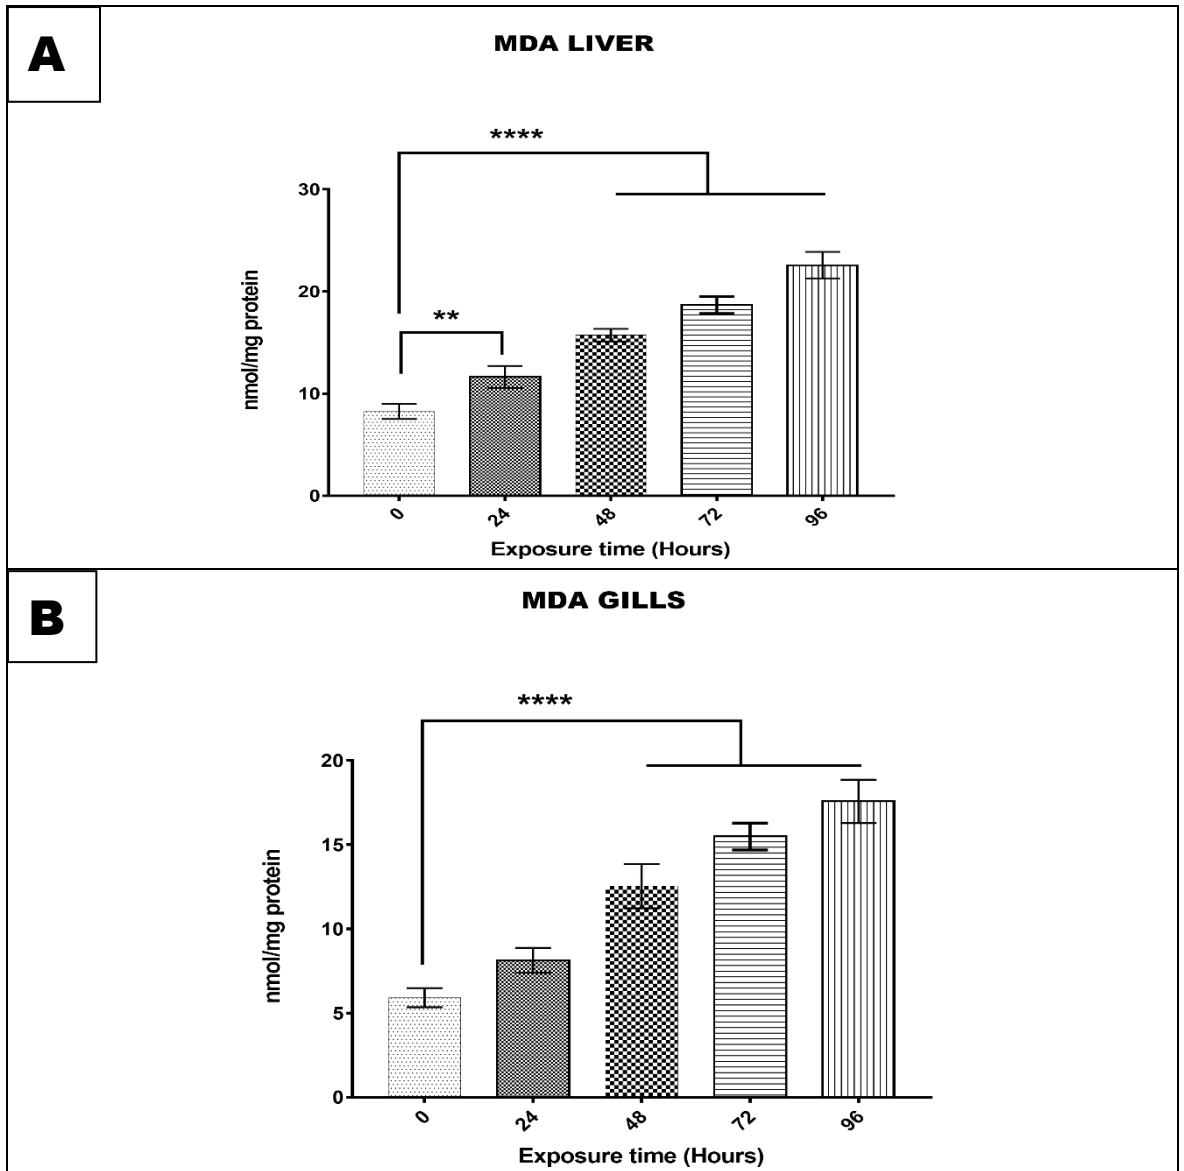 A
MDA LIVER
****
30
**
20
nmol/mg protein
10
0
0 24 48 72 96
Exposure time (Hours)
B
MDA GILLS
****
20
15
nmol/mg protein
10
5
0
0 24 48 72 96
Exposure time (Hours)